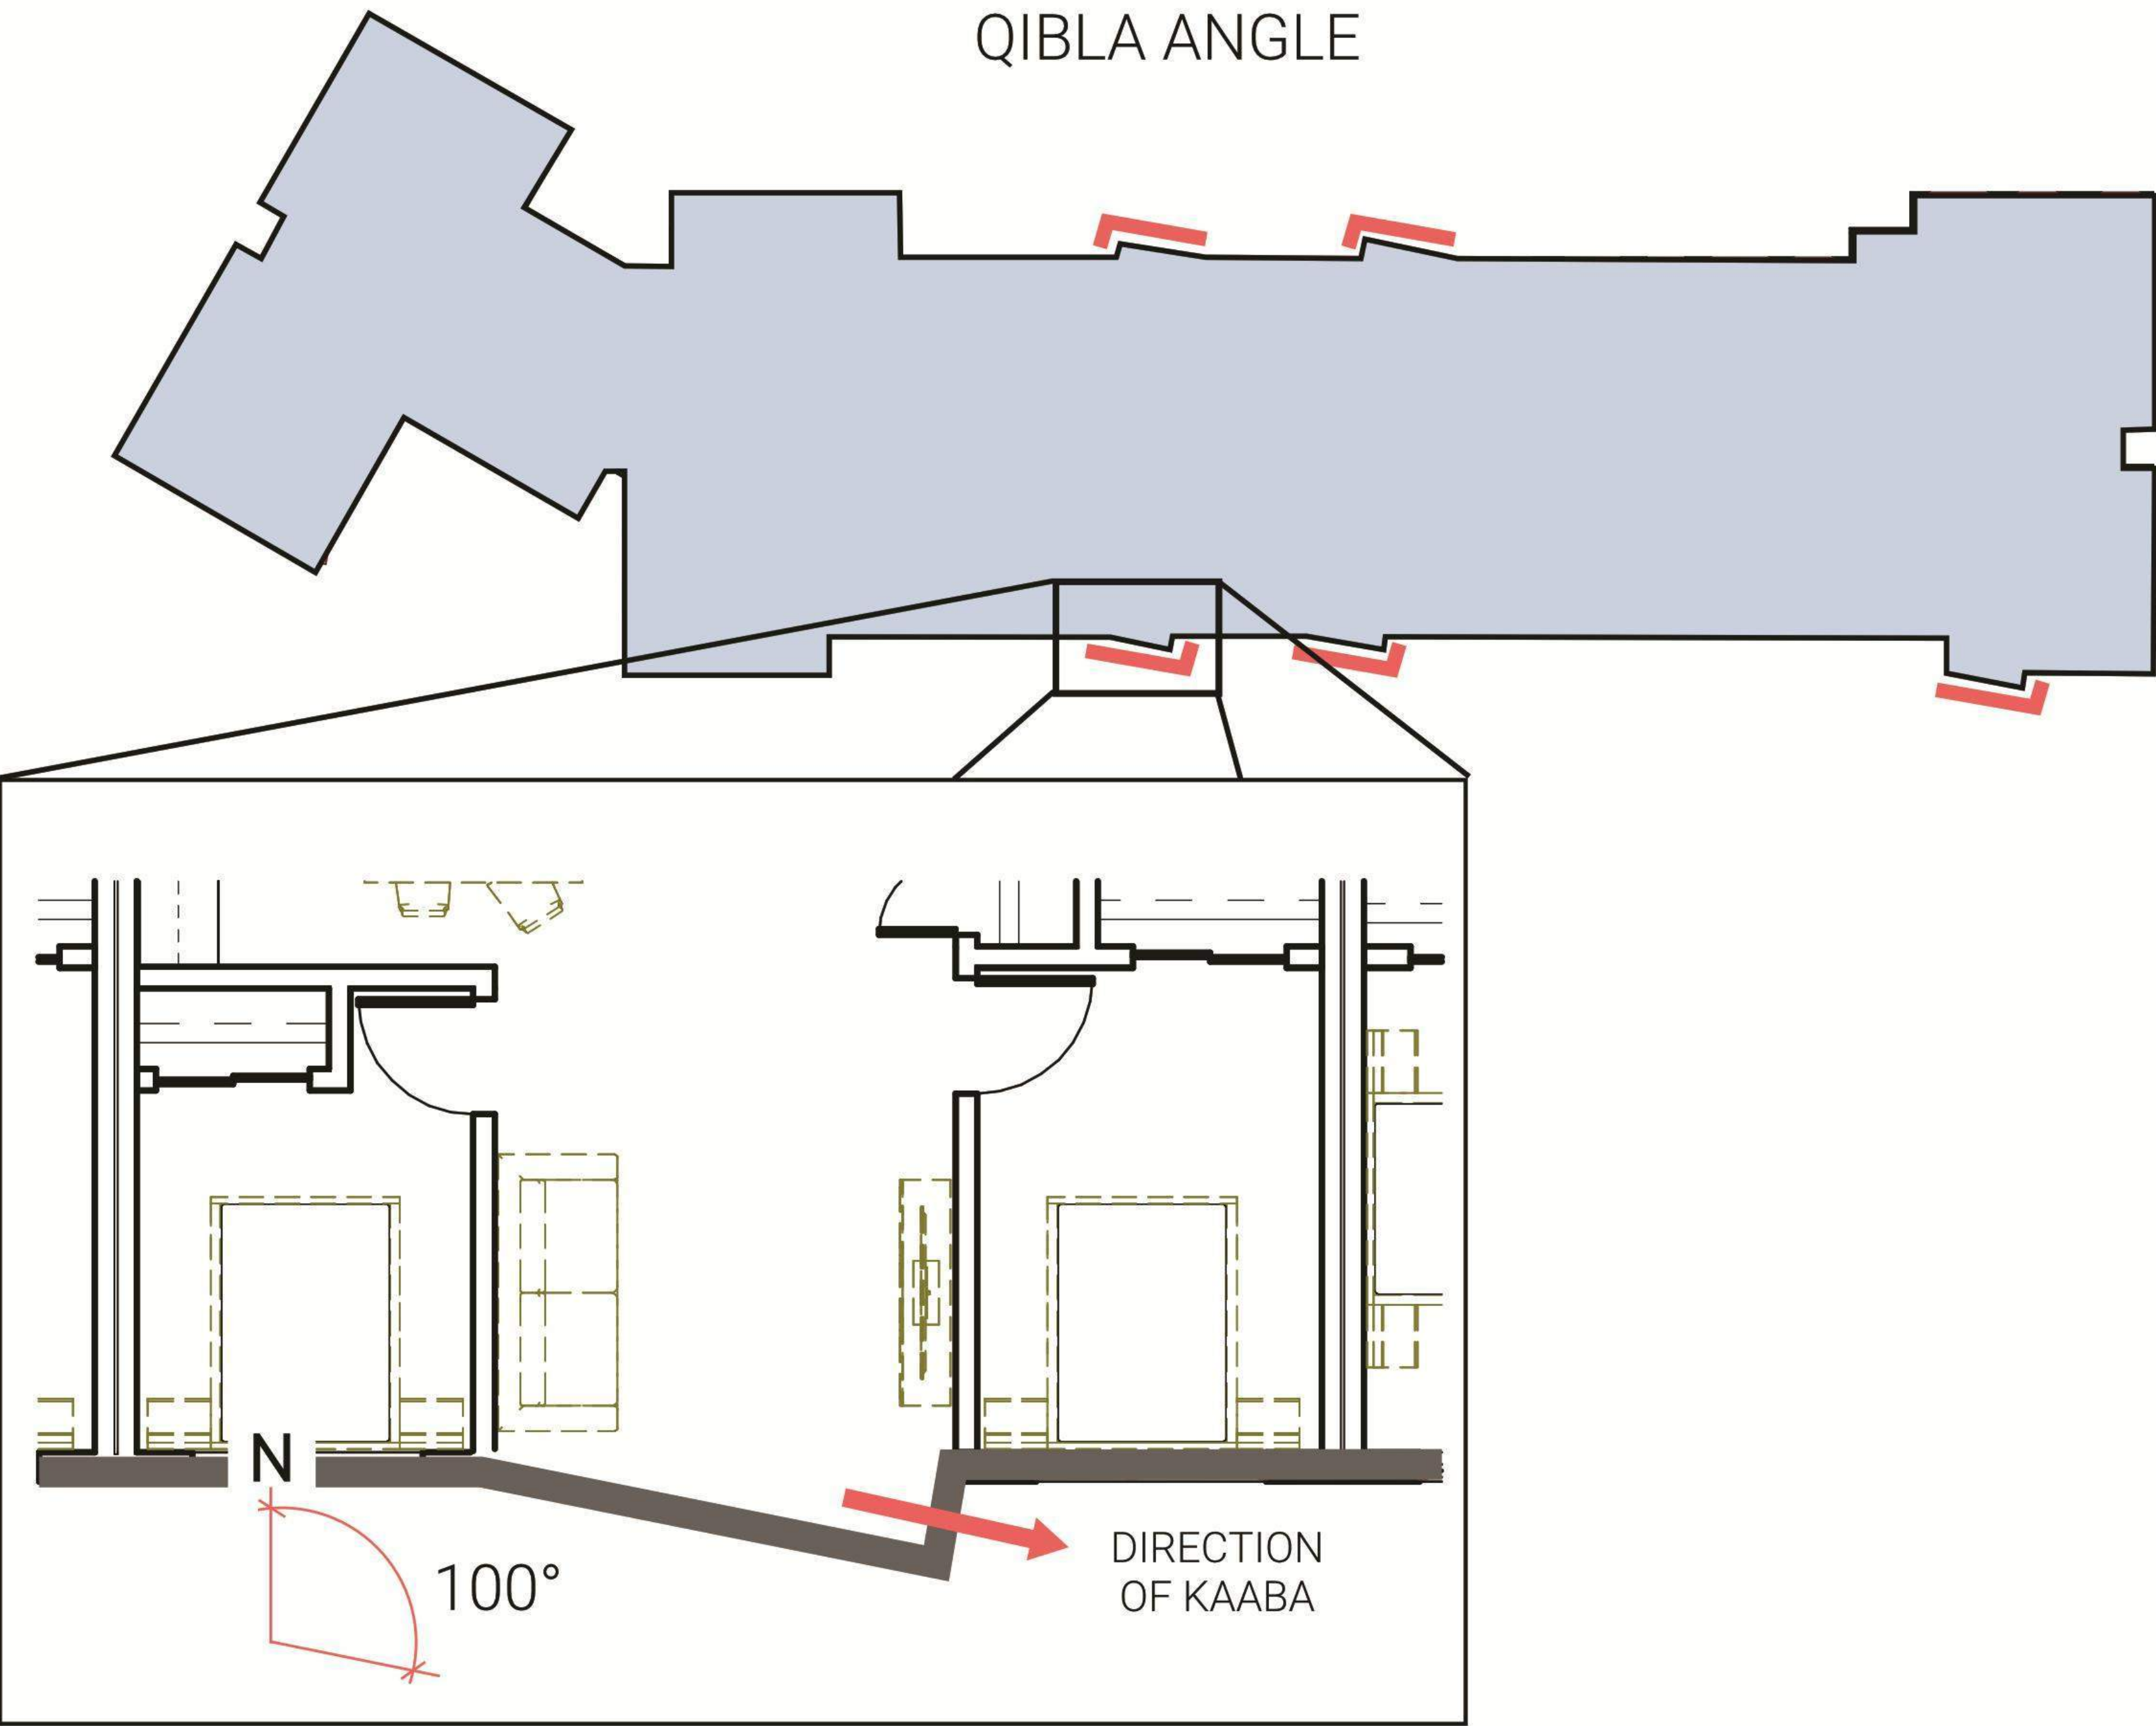 QIBLA ANGLE
N
100°
DIRECTION
OF KAABA